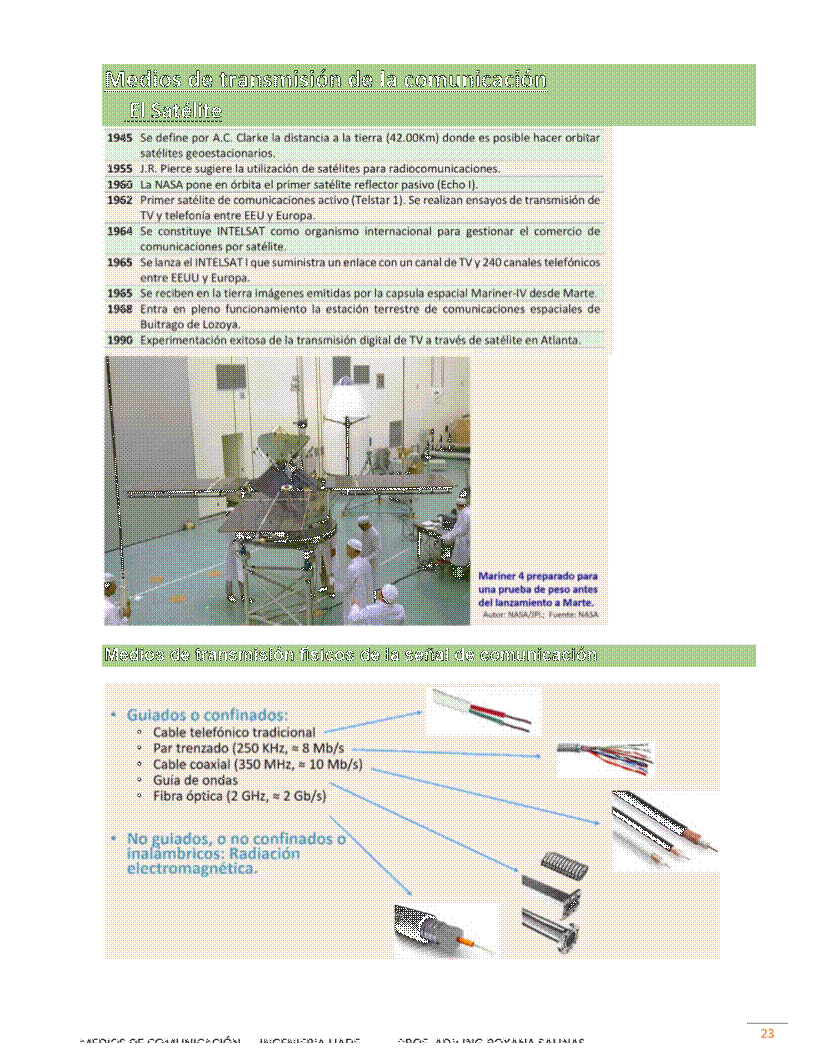 Medios de transmisión de la comunicación
El Satélite
1945 Se define por A.C. Clarke la distancia a la tierra (42.00Km) donde es posible hacer orbitar
satélites geoestacionarios.
1955 J.R. Pierce sugiere la utilización de satélites para radiocomunicaciones.
1960 La NASA pone en órbita el primer satélite reflector pasivo (Echo I).
1962 Primer satélite de comunicaciones activo (Telstar 1). Se realizan ensayos de transmisión de
TV y telefonía entre EEU y Europa.
1964 Se constituye INTELSAT como organismo internacional para gestionar el comercio de
comunicaciones por satélite.
1965 Se lanza el INTELSAT I que suministra un enlace con un canal de TV y 240 canales telefónicos
entre EEUU y Europa.
1965 Se reciben en la tierra imágenes emitidas por la capsula espacial Mariner-IV desde Marte.
1968 Entra en pleno funcionamiento la estación terrestre de comunicaciones espaciales de
Buitrago de Lozoya.
1990 Experimentación exitosa de la transmisión digital de TV a través de satélite en Atlanta.
Mariner 4 preparado para
una prueba de peso antes
del lanzamiento a Marte.
Autor: NASA/JPL; Fuente: NASA
Medios de transmisión físicos de la señal de comunicación
• Guiados o confinados:
° Cable telefónico tradicional
° Par trenzado (250 KHz, ≈ 8 Mb/s
° Cable coaxial (350 MHz, ≈ 10 Mb/s)
° Guía de ondas
° Fibra óptica (2 GHz, ≈ 2 Gb/s)
• No guiados, o no confinados o
inalámbricos: Radiación
electromagnética.
23
MEDIOS DE COMUNICACIÓN INGENIERIA UADE PROF. ADJ: ING ROXANA SALINAS